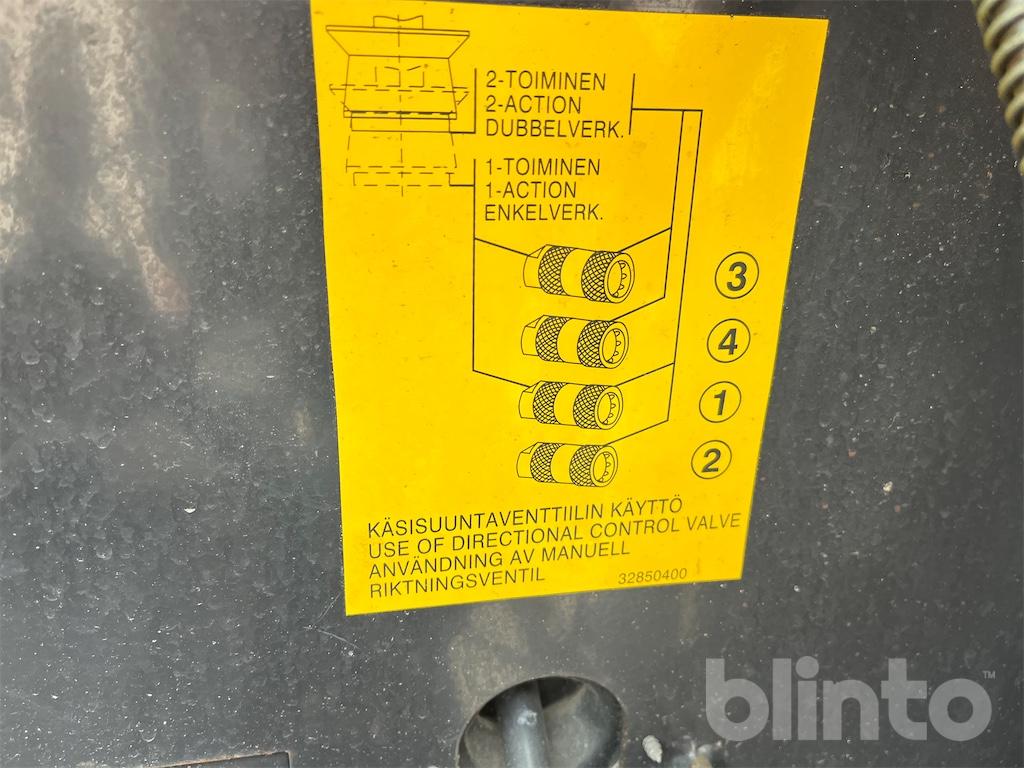 2-TOIMINEN
2-ACTION
DUBBELVERK.
1-TOIMINEN
1-ACTION
ENKELVERK.
3
4
1
2
KÄSISUUNTAVENTTIILIN KÄYTTÖ
USE OF DIRECTIONAL CONTROL VALVE
ANVÄNDNING AV MANUELL
RIKTNINGSVENTIL 32850400
blinto™